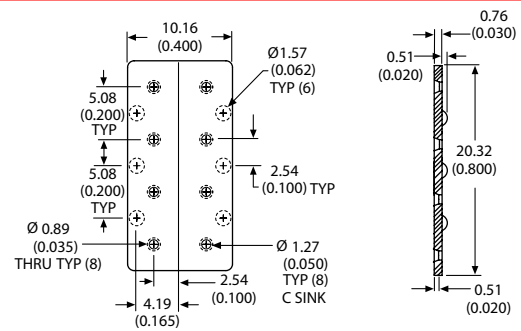 10.16
(0.400)
Ø1.57
(0.062)
TYP (6)
5.08
(0.200)
TYP
5.08
(0.200)
TYP
2.54
(0.100) TYP
Ø 0.89
(0.035)
THRU TYP (8)
Ø 1.27
(0.050)
TYP (8)
C SINK
2.54
(0.100)
4.19
(0.165)
0.76
(0.030)
0.51
(0.020)
20.32
(0.800)
0.51
(0.020)